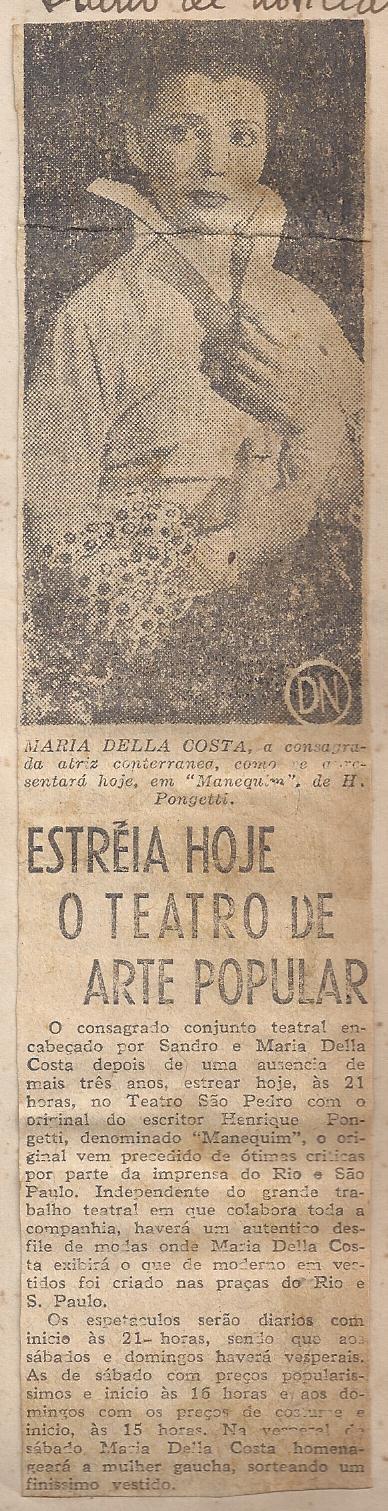 Diario de noticias
DN
MARIA DELLA COSTA, a consagra-
da atriz conterranea, como se apre-
sentará hoje, em "Manequim", de H.
Pongetti.
ESTRÉIA HOJE
O TEATRO DE
ARTE POPULAR
O consagrado conjunto teatral en-
cabeçado por Sandro e Maria Della
Costa depois de uma ausencia de
mais três anos, estrear hoje, às 21
horas, no Teatro São Pedro com o
original do escritor Henrique Pon-
getti, denominado "Manequim", o ori-
ginal vem precedido de ótimas criticas
por parte da imprensa do Rio e São
Paulo. Independente do grande tra-
balho teatral em que colabora toda a
companhia, haverá um autentico des-
file de modas onde Maria Della Cos-
ta exibirá o que de moderno em ves-
tidos foi criado nas praças do Rio e
S. Paulo.
Os espetaculos serão diarios com
inicio às 21- horas, sendo que aos
sábados e domingos haverá vesperais.
As de sábado com preços popularis-
simos e inicio às 16 horas e aos do-
mingos com os preços de costume e
inicio, às 15 horas. Na vesperal de
sábado Maria Della Costa homena-
geará a mulher gaucha, sorteando um
finissimo vestido.